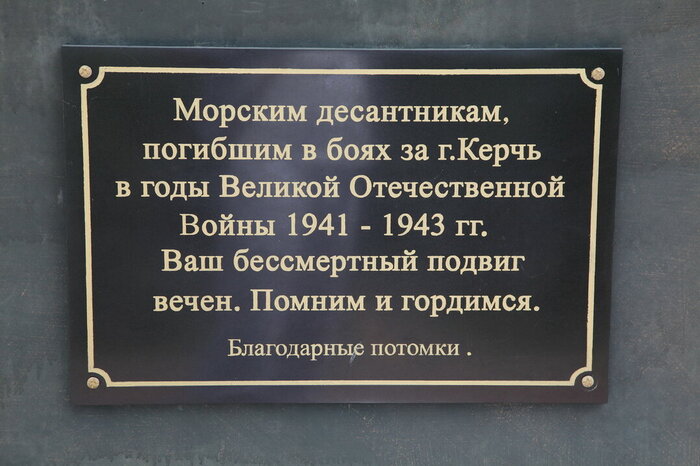 Морским десантникам,
погибшим в боях за г.Керчь
в годы Великой Отечественной
Войны 1941 - 1943 гг.
Ваш бессмертный подвиг
вечен. Помним и гордимся.
Благодарные потомки .